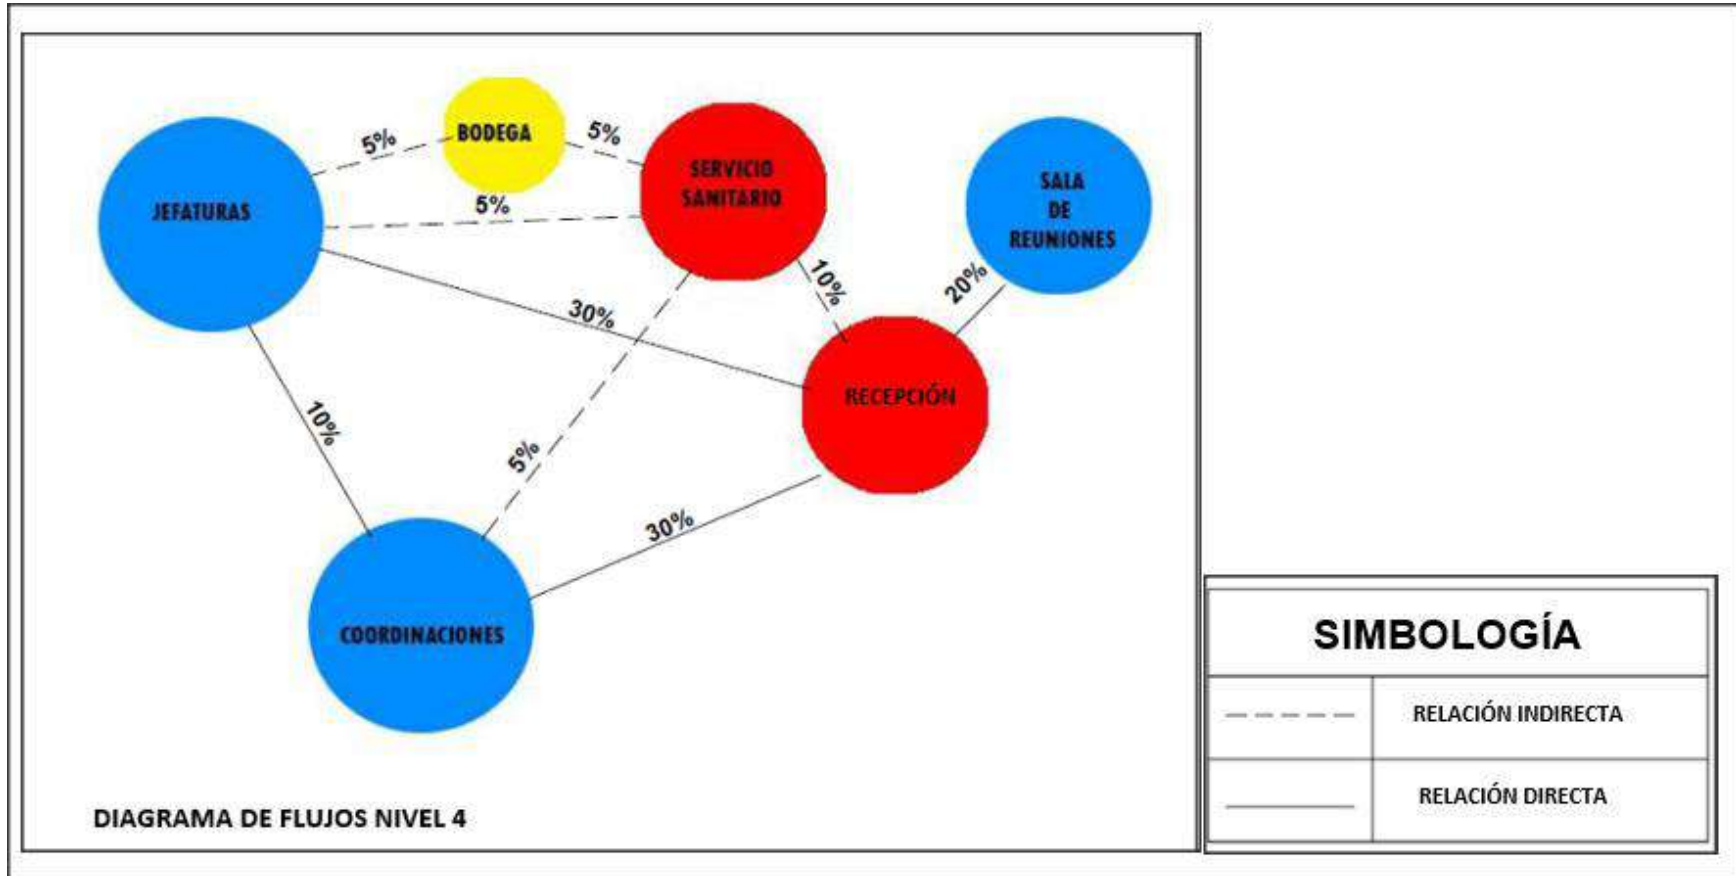 BODEGA
5%
5%
JEFATURAS
5%
SERVICIO
SANITARIO
SALA
DE
REUNIONES
10%
20%
30%
RECEPCIÓN
10%
5%
30%
COORDINACIONES
DIAGRAMA DE FLUJOS NIVEL 4
SIMBOLOGÍA
RELACIÓN INDIRECTA
RELACIÓN DIRECTA